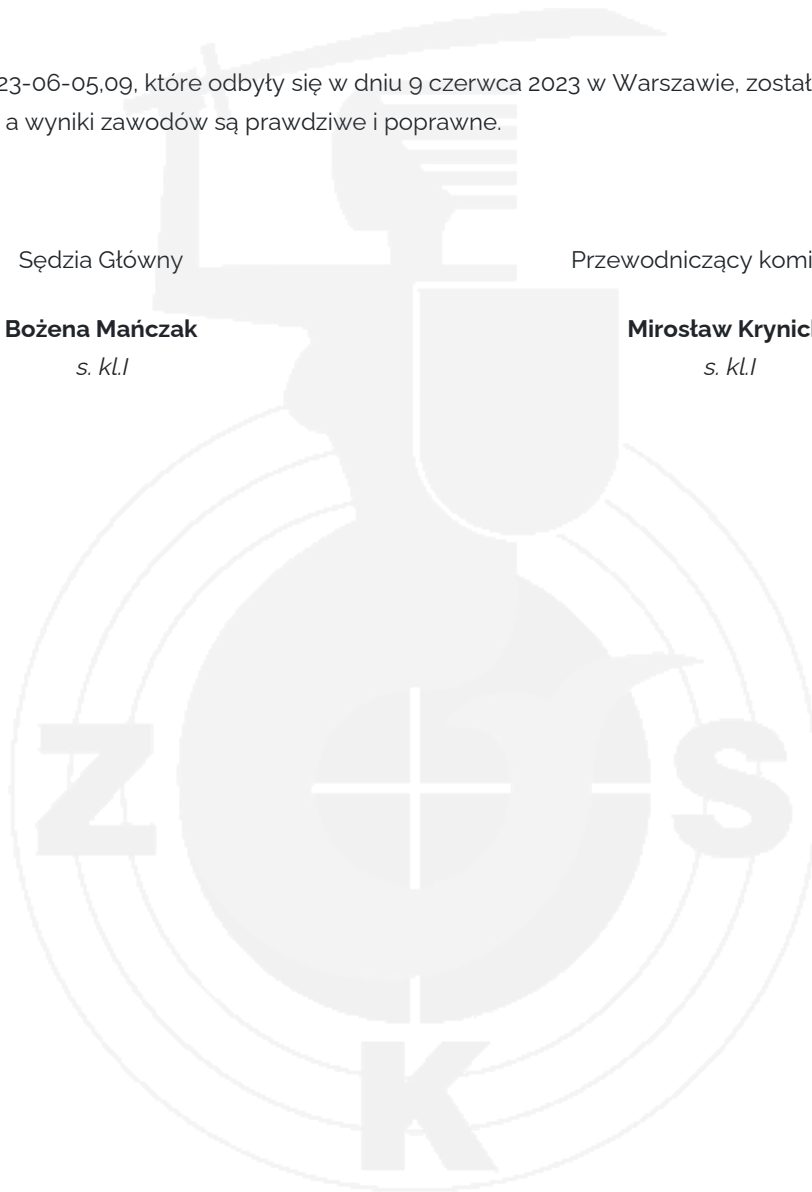 23-06-05,09, które odbyły się w dniu 9 czerwca 2023 w Warszawie, został
a wyniki zawodów są prawdziwe i poprawne.
Sędzia Główny
Przewodniczący komi
Bożena Mańczak
Mirosław Krynic
s. kl.I
s. kl.I
Z
S
K